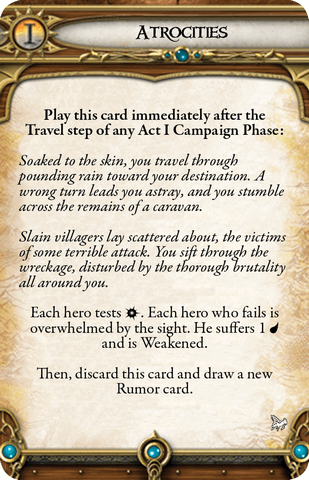 I
Atrocities
Play this card immediately after the
Travel step of any Act I Campaign Phase:
Soaked to the skin, you travel through
pounding rain toward your destination. A
wrong turn leads you astray, and you stumble
across the remains of a caravan.
Slain villagers lay scattered about, the victims
of some terrible attack. You sift through the
wreckage, disturbed by the thorough brutality
all around you.
Each hero tests . Each hero who fails is
overwhelmed by the sight. He suffers 1
and is Weakened.
Then, discard this card and draw a new
Rumor card.